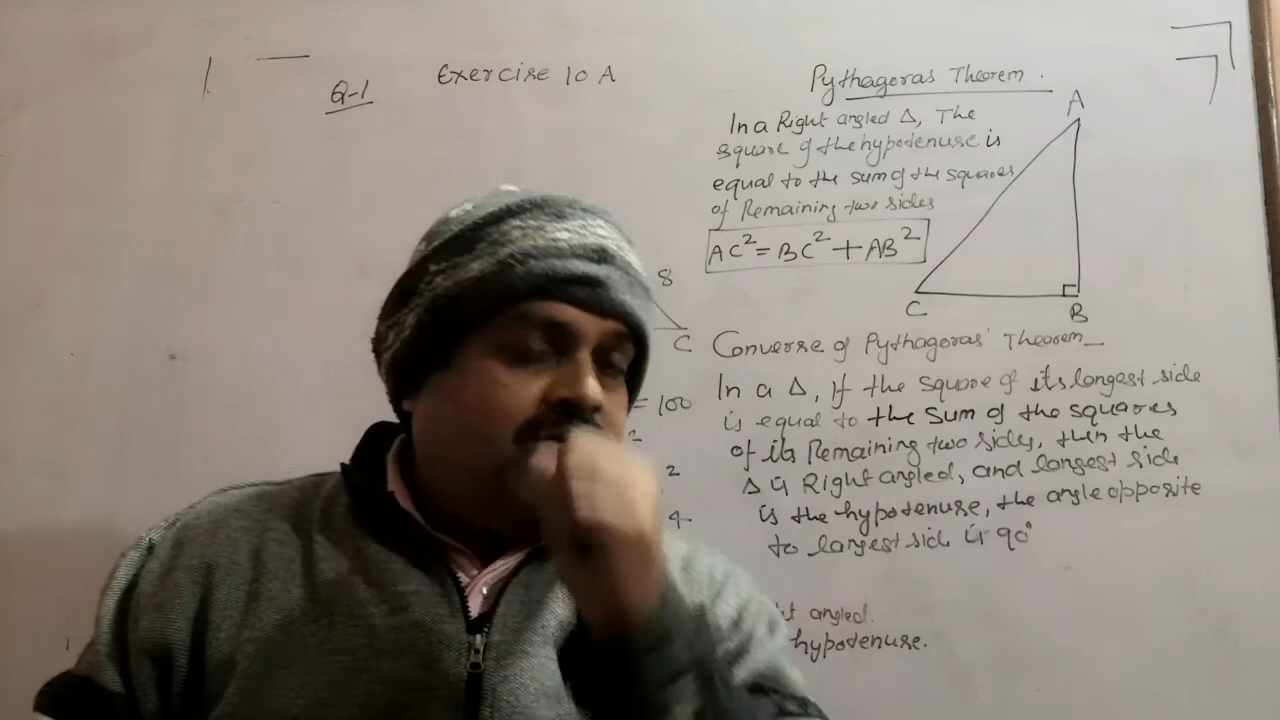 Exercise 10 A
Q-1
Pythagoras Theorem.
In a Right angled Δ, The
square of the hypotenuse is
equal to the sum of the squares
of Remaining two sides
AC² = BC² + AB²
A
C
B
8
C
Converse of Pythagoras' Theorem
In a Δ, If the square of its longest side
is equal to the sum of the squares
of its Remaining two sides, then the
Δ is Right angled, and longest side
is the hypotenuse, the angle opposite
to largest side is 90°
= 100
2
2
4
angled.
hypotenuse.